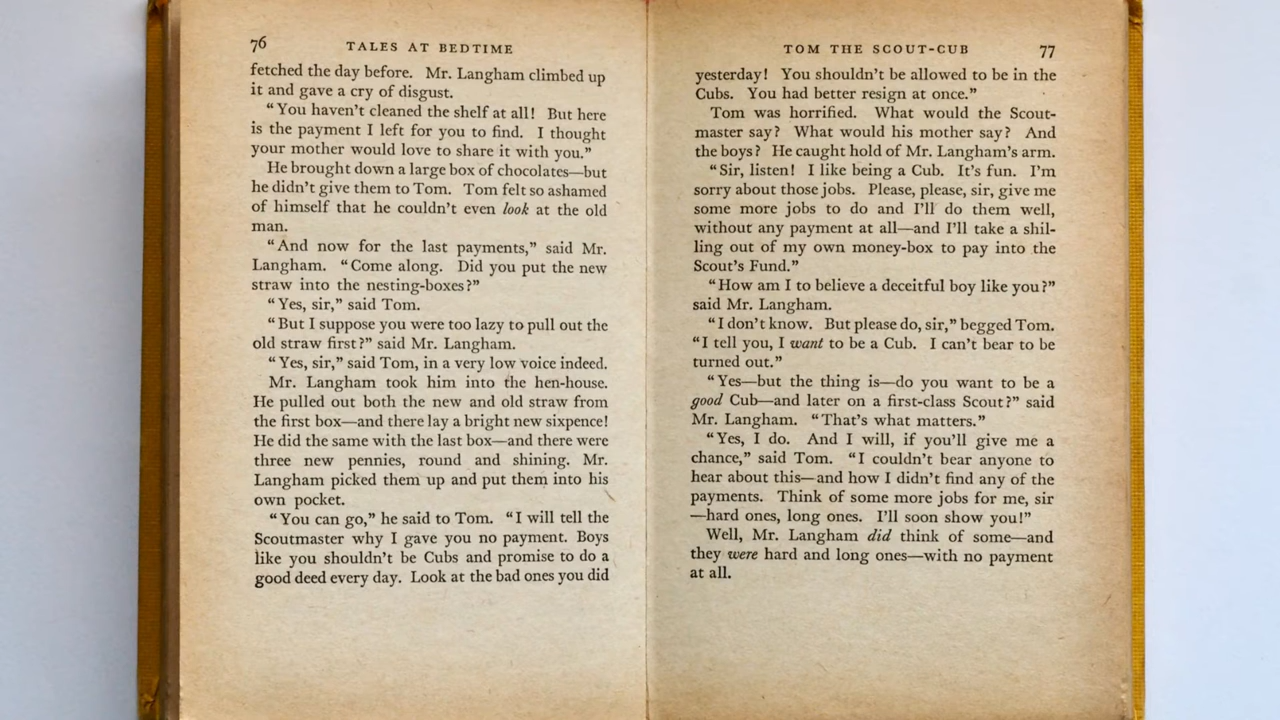 76
TALES AT BEDTIME
fetched the day before. Mr. Langham climbed up
it and gave a cry of disgust.
“You haven’t cleaned the shelf at all! But here
is the payment I left for you to find. I thought
your mother would love to share it with you.”
He brought down a large box of chocolates—but
he didn’t give them to Tom. Tom felt so ashamed
of himself that he couldn’t even look at the old
man.
“And now for the last payments,” said Mr.
Langham. “Come along. Did you put the new
straw into the nesting-boxes?”
“Yes, sir,” said Tom.
“But I suppose you were too lazy to pull out the
old straw first?” said Mr. Langham.
“Yes, sir,” said Tom, in a very low voice indeed.
Mr. Langham took him into the hen-house.
He pulled out both the new and old straw from
the first box—and there lay a bright new sixpence!
He did the same with the last box—and there were
three new pennies, round and shining. Mr.
Langham picked them up and put them into his
own pocket.
“You can go,” he said to Tom. “I will tell the
Scoutmaster why I gave you no payment. Boys
like you shouldn’t be Cubs and promise to do a
good deed every day. Look at the bad ones you did
TOM THE SCOUT-CUB
77
yesterday! You shouldn’t be allowed to be in the
Cubs. You had better resign at once.”
Tom was horrified. What would the Scout-
master say? What would his mother say? And
the boys? He caught hold of Mr. Langham’s arm.
“Sir, listen! I like being a Cub. It’s fun. I’m
sorry about those jobs. Please, please, sir, give me
some more jobs to do and I’ll do them well,
without any payment at all—and I’ll take a shil-
ling out of my own money-box to pay into the
Scout’s Fund.”
“How am I to believe a deceitful boy like you?”
said Mr. Langham.
“I don’t know. But please do, sir,” begged Tom.
“I tell you, I want to be a Cub. I can’t bear to be
turned out.”
“Yes—but the thing is—do you want to be a
good Cub—and later on a first-class Scout?” said
Mr. Langham. “That’s what matters.”
“Yes, I do. And I will, if you’ll give me a
chance,” said Tom. “I couldn’t bear anyone to
hear about this—and how I didn’t find any of the
payments. Think of some more jobs for me, sir
—hard ones, long ones. I’ll soon show you!”
Well, Mr. Langham did think of some—and
they were hard and long ones—with no payment
at all.